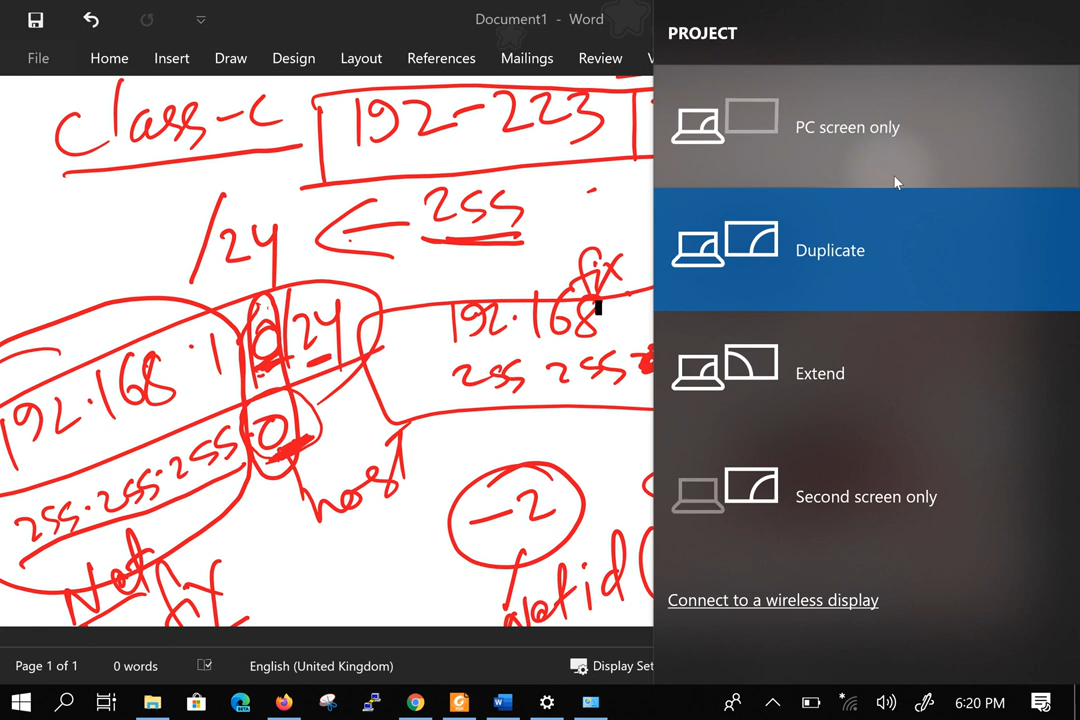 Document1 - Word
PROJECT
File Home Insert Draw Design Layout References Mailings Review
PC screen only
Duplicate
Extend
Second screen only
Connect to a wireless display
Class-C 192-223
/24 ← 255
fix
192.168.1 0/24 192.168
255 255
255.255.255 0
host
-2
Net
fix
Net id
Page 1 of 1 0 words English (United Kingdom) Display Set
6:20 PM